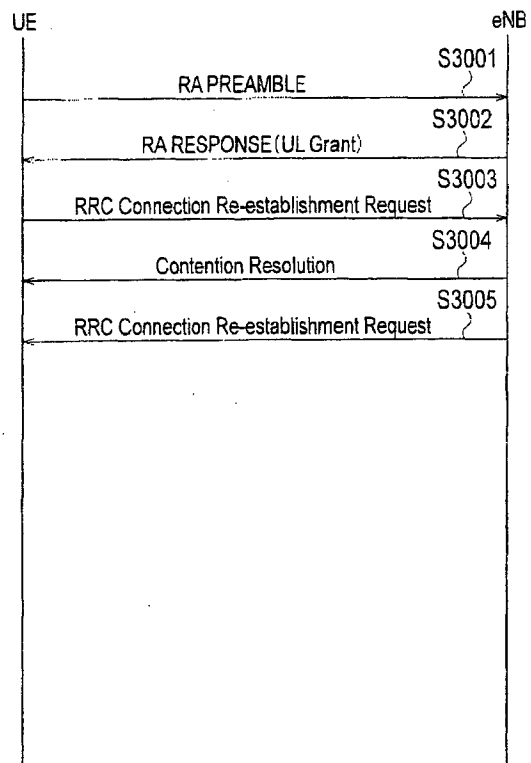 UE
eNB
S3001
RA PREAMBLE
S3002
RA RESPONSE(UL Grant)
S3003
RRC Connection Re-establishment Request
S3004
Contention Resolution
S3005
RRC Connection Re-establishment Request